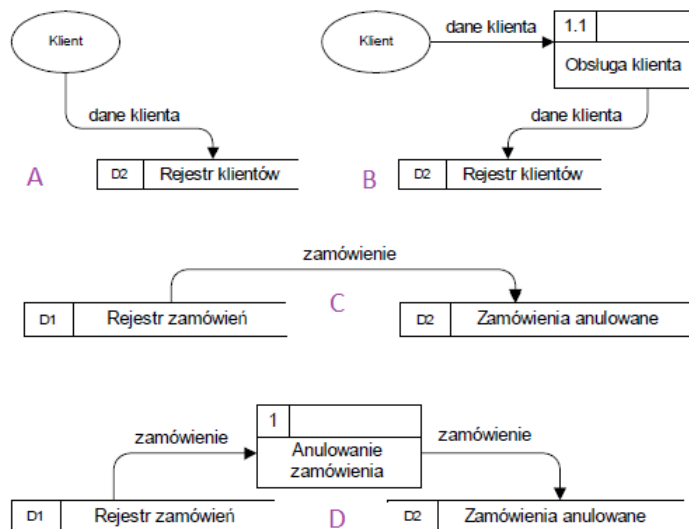 Klient
dane klienta
D2 Rejestr klientów
A
Klient
dane klienta
1.1
Obsługa klienta
dane klienta
D2 Rejestr klientów
B
zamówienie
D1 Rejestr zamówień
C
D2 Zamówienia anulowane
zamówienie
1
Anulowanie
zamówienia
zamówienie
D1 Rejestr zamówień
D
D2 Zamówienia anulowane